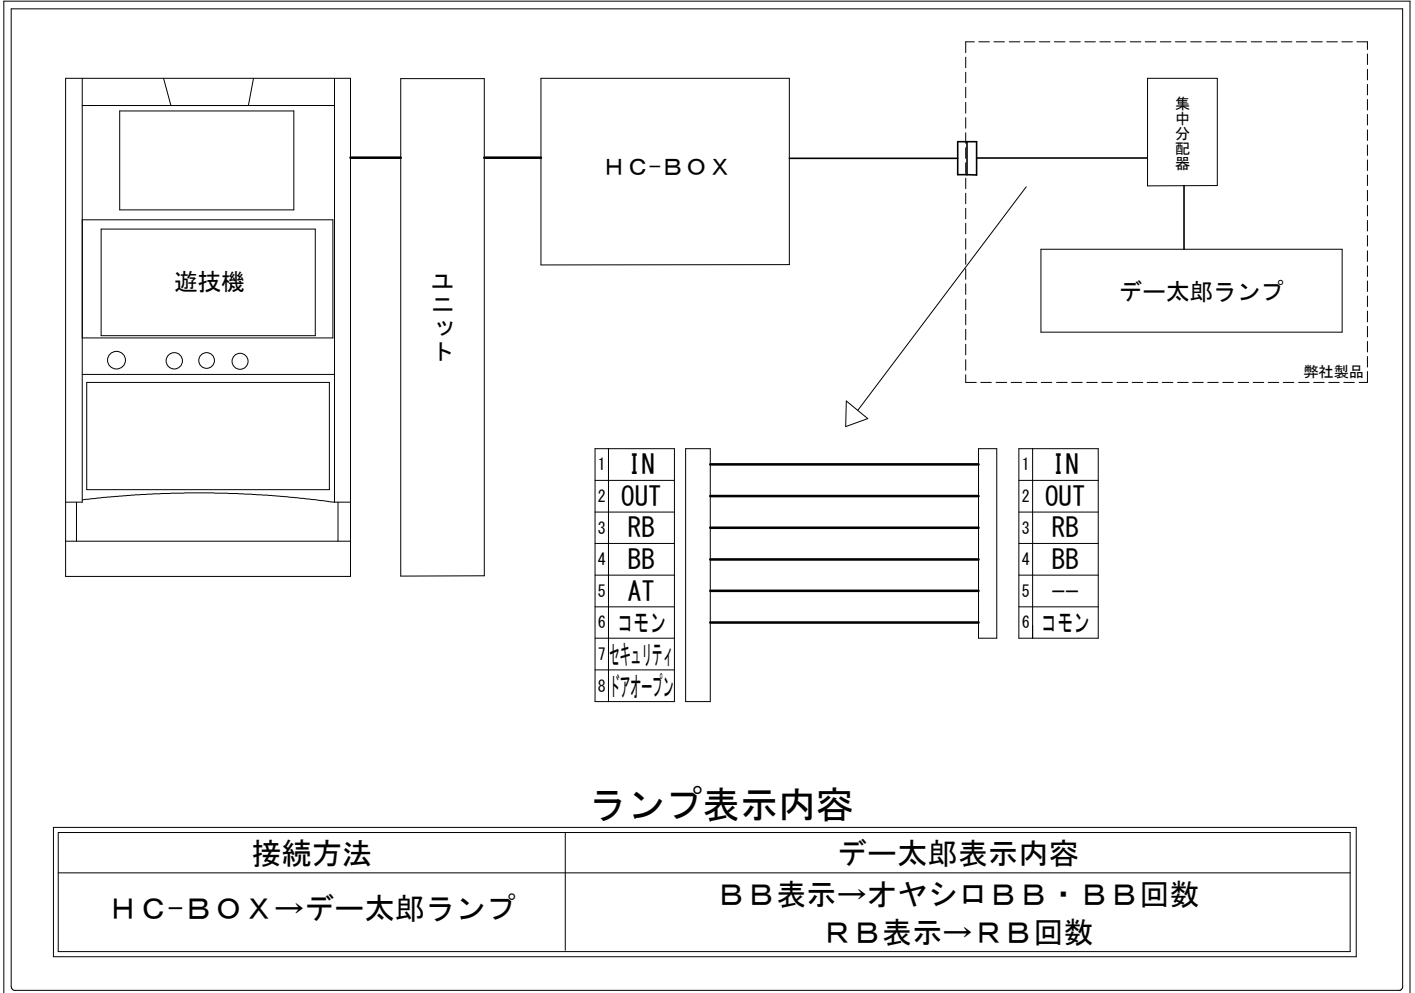 遊技機
ユニット
ＨＣ−ＢＯＸ
集中分配器
デー太郎ランプ
弊社製品
1 IN
2 OUT
3 RB
4 BB
5 AT
6 コモン
7 セキュリティ
8 ドアオープン
1 IN
2 OUT
3 RB
4 BB
5 −−
6 コモン
ランプ表示内容
接続方法 デー太郎表示内容
ＨＣ−ＢＯＸ→デー太郎ランプ
ＢＢ表示→オヤシロＢＢ・ＢＢ回数
ＲＢ表示→ＲＢ回数